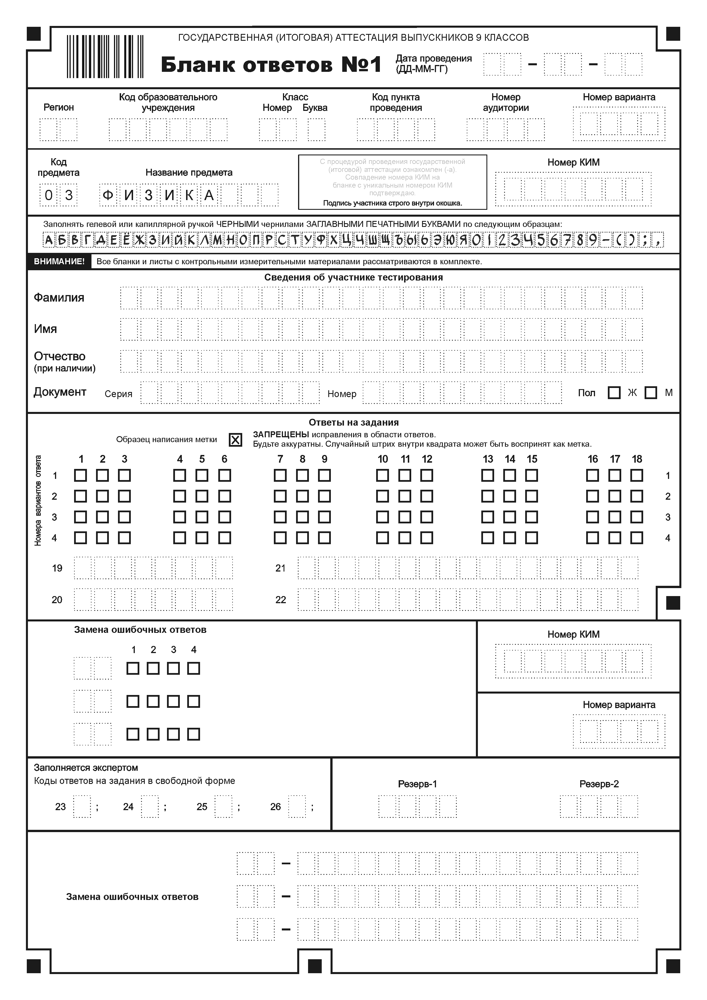 ГОСУДАРСТВЕННАЯ (ИТОГОВАЯ) АТТЕСТАЦИЯ ВЫПУСКНИКОВ 9 КЛАССОВ
Бланк ответов №1
Дата проведения
(ДД-ММ-ГГ)
– –
Регион
Код образовательного
учреждения
Класс
Номер Буква
Код пункта
проведения
Номер
аудитории
Номер варианта
Код
предмета
03
Название предмета
ФИЗИКА
С процедурой проведения государственной
(итоговой) аттестации ознакомлен (-а).
Совпадение номера КИМ на
бланке с уникальным номером КИМ
подтверждаю.
Подпись участника строго внутри окошка.
Номер КИМ
Заполнять гелевой или капиллярной ручкой ЧЕРНЫМИ чернилами ЗАГЛАВНЫМИ ПЕЧАТНЫМИ БУКВАМИ по следующим образцам:
АБВГДЕЁЖЗИЙКЛМНОПРСТУФХЦЧШЩЪЫЬЭЮЯ0123456789-();,
ВНИМАНИЕ! Все бланки и листы с контрольными измерительными материалами рассматриваются в комплекте.
Сведения об участнике тестирования
Фамилия
Имя
Отчество
(при наличии)
Документ Серия Номер Пол Ж М
Ответы на задания
Образец написания метки X
ЗАПРЕЩЕНЫ исправления в области ответов.
Будьте аккуратны. Случайный штрих внутри квадрата может быть воспринят как метка.
Номера вариантов ответа
1 2 3 4 5 6 7 8 9 10 11 12 13 14 15 16 17 18
1 1
2 2
3 3
4 4
19 21
20 22
Замена ошибочных ответов
1 2 3 4
Номер КИМ
Номер варианта
Заполняется экспертом
Коды ответов на задания в свободной форме
23 ; 24 ; 25 ; 26 ;
Резерв-1
Резерв-2
–
Замена ошибочных ответов –
–